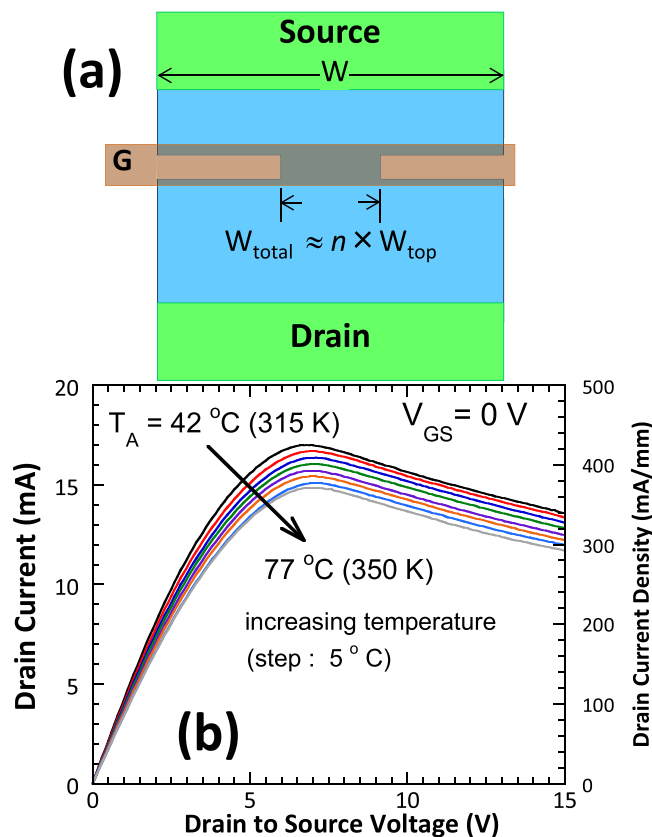 Source
(a)
W
G
W_total ≈ n × W_top
Drain
20
500
T_A = 42 °C (315 K)
V_GS = 0 V
15
400
300
10
77 °C (350 K)
200
increasing temperature
(step : 5 ° C)
5
100
(b)
0
0
0
5
10
15
Drain Current (mA)
Drain Current Density (mA/mm)
Drain to Source Voltage (V)